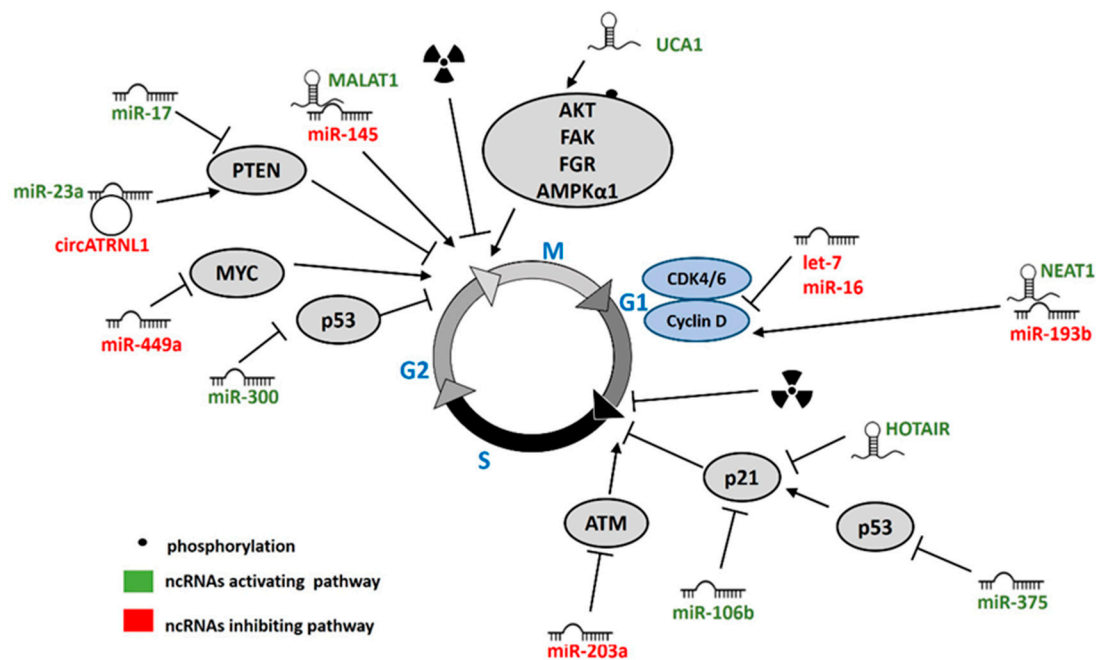 UCA1
MALAT1
miR-145
miR-17
AKT
FAK
FGR
AMPKα1
PTEN
miR-23a
circATRNL1
M
let-7
miR-16
NEAT1
miR-193b
MYC
CDK4/6
G1
Cyclin D
p53
miR-449a
G2
miR-300
HOTAIR
S
p21
ATM
p53
phosphorylation
ncRNAs activating pathway
miR-106b
miR-375
ncRNAs inhibiting pathway
miR-203a